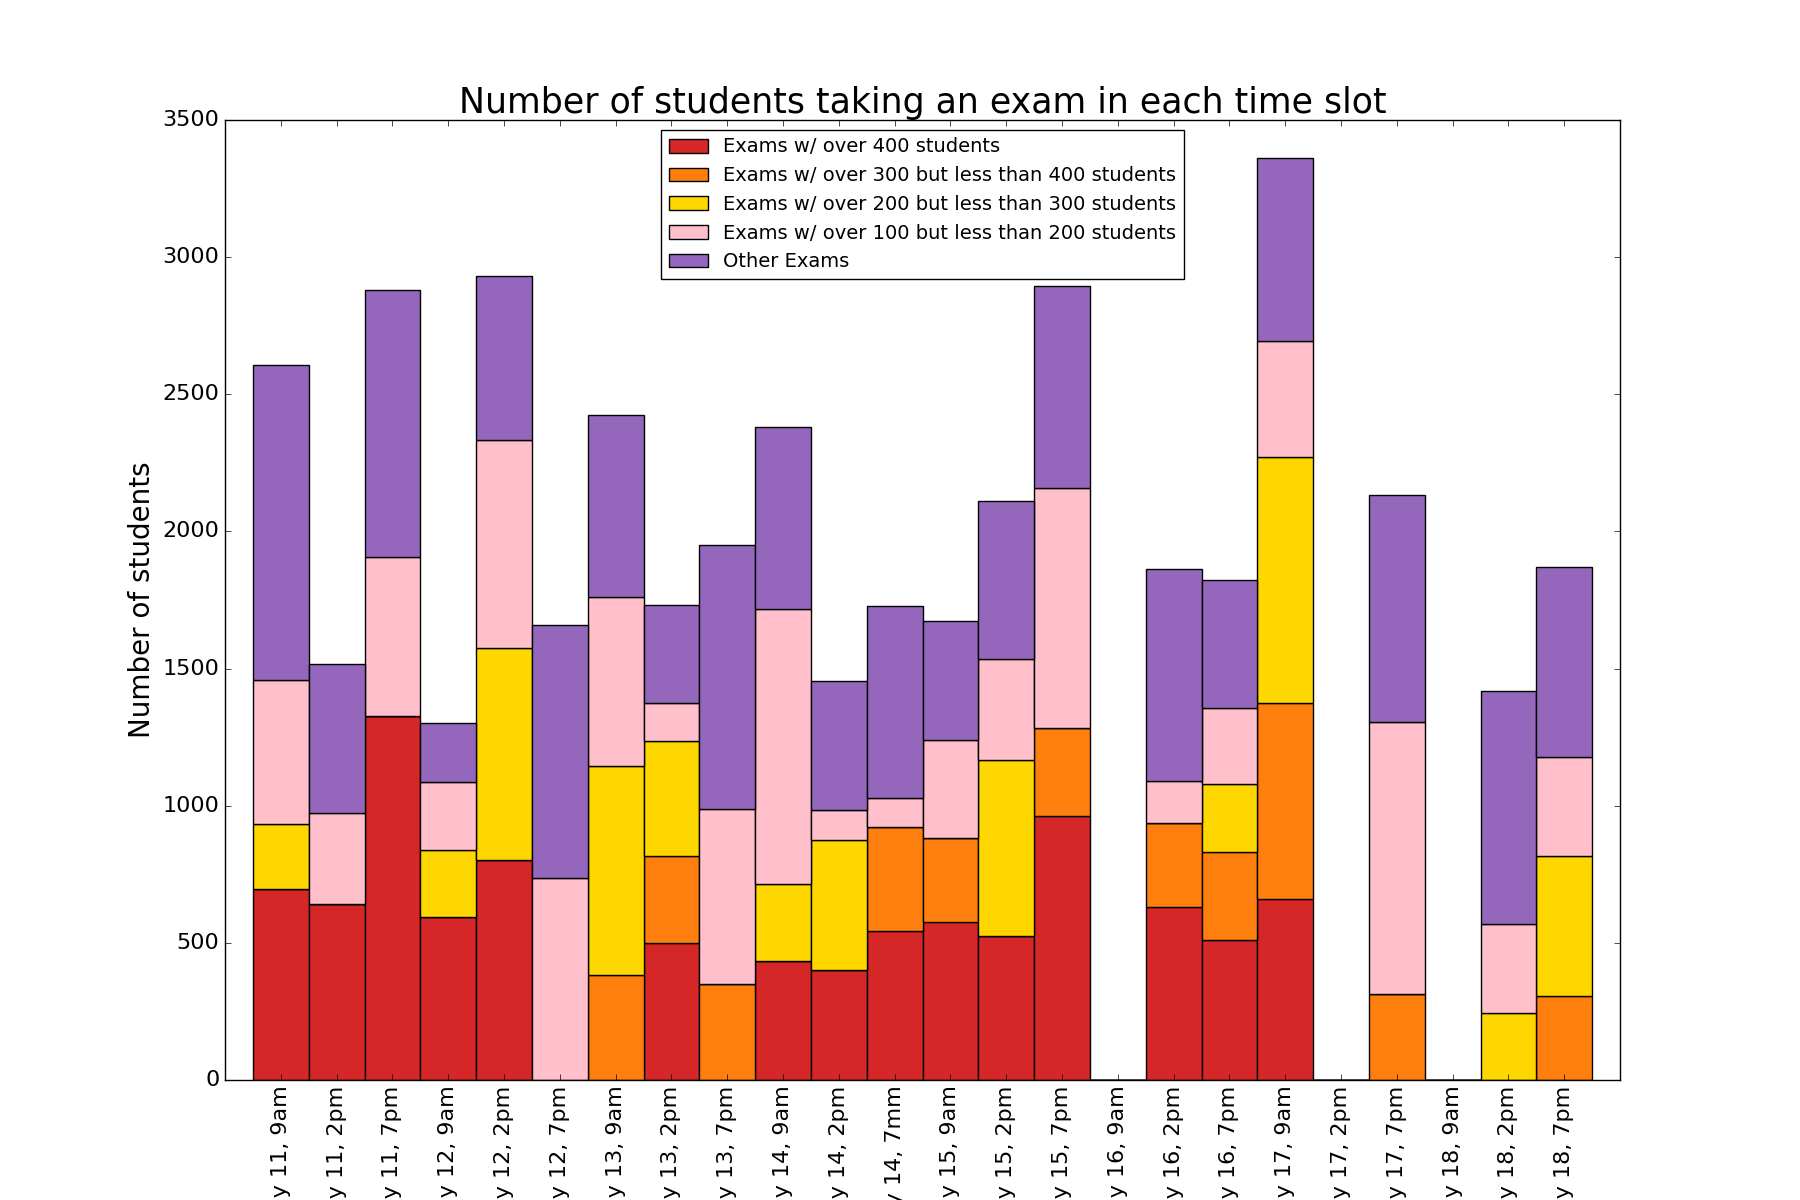 Number of students taking an exam in each time slot
Exams w/ over 400 students
Exams w/ over 300 but less than 400 students
Exams w/ over 200 but less than 300 students
Exams w/ over 100 but less than 200 students
Other Exams
Number of students
3500
3000
2500
2000
1500
1000
500
0
y 11, 9am
y 11, 2pm
y 11, 7pm
y 12, 9am
y 12, 2pm
y 12, 7pm
y 13, 9am
y 13, 2pm
y 13, 7pm
y 14, 9am
y 14, 2pm
y 14, 7mm
y 15, 9am
y 15, 2pm
y 15, 7pm
y 16, 9am
y 16, 2pm
y 16, 7pm
y 17, 9am
y 17, 2pm
y 17, 7pm
y 18, 9am
y 18, 2pm
y 18, 7pm